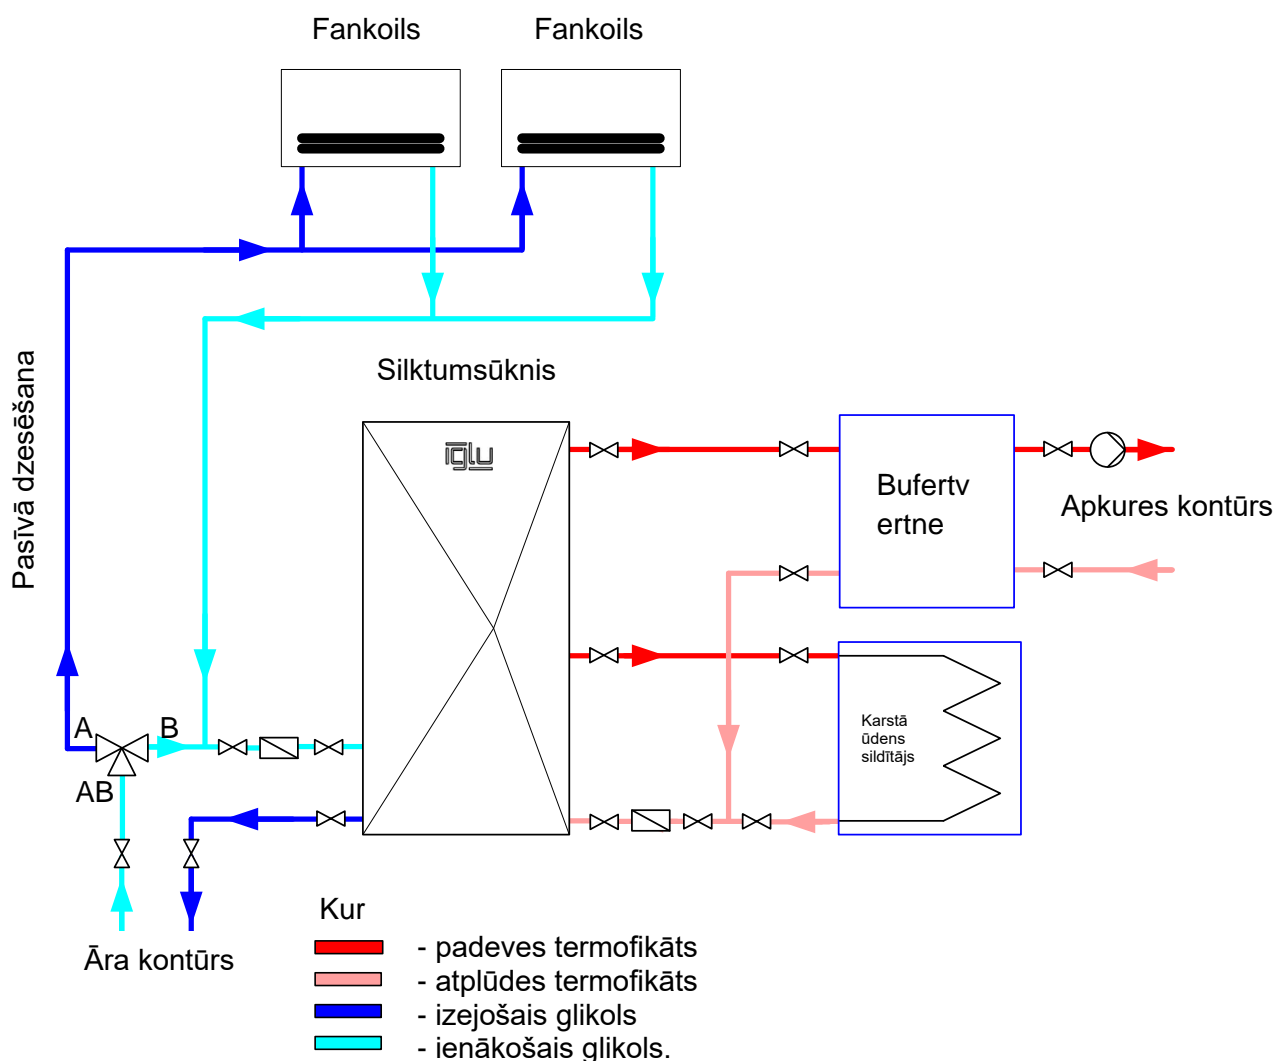 Fankoils
Fankoils
Pasīvā dzesēšana
Silktumsūknis
īglu
Bufertv
ertne
Apkures kontūrs
Karstā
ūdens
sildītājs
A
B
AB
Āra kontūrs
Kur
- padeves termofikāts
- atplūdes termofikāts
- izejošais glikols
- ienākošais glikols.